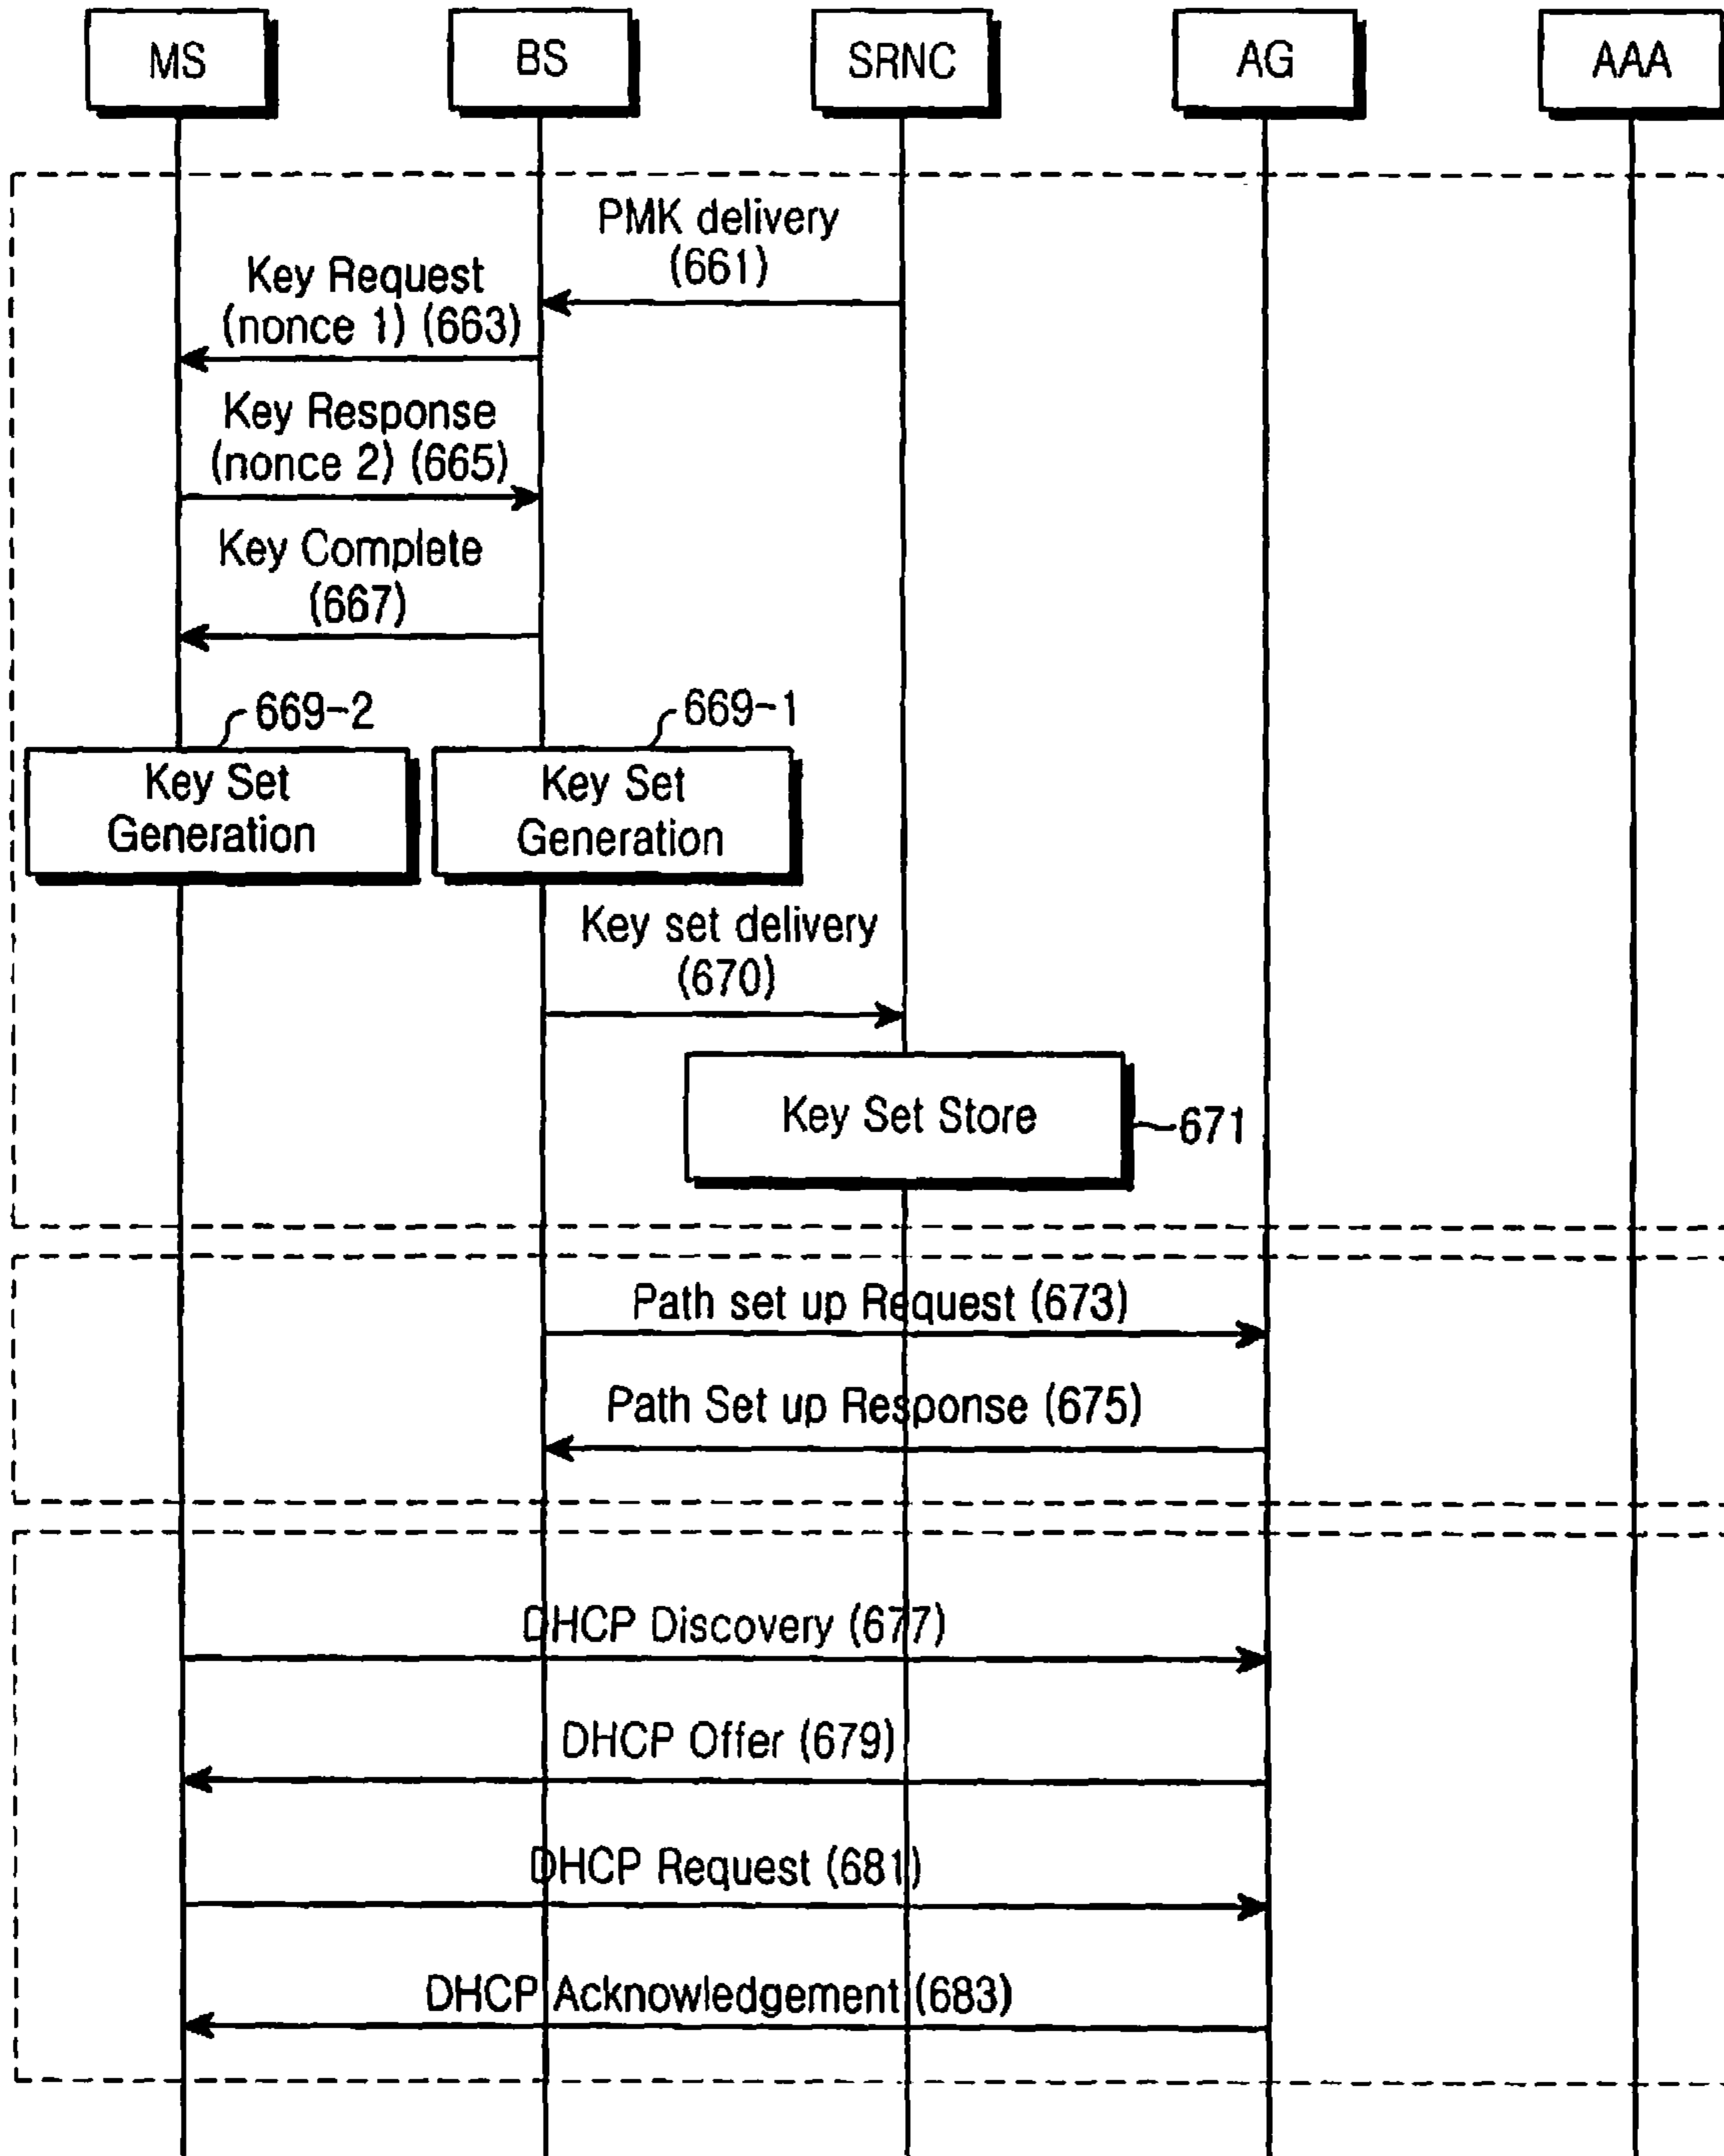 MS
BS
SRNC
AG
AAA
PMK delivery
(661)
Key Request
(nonce 1) (663)
Key Response
(nonce 2) (665)
Key Complete
(667)
669-2
669-1
Key Set
Generation
Key Set
Generation
Key set delivery
(670)
Key Set Store
671
Path set up Request (673)
Path Set up Response (675)
DHCP Discovery (677)
DHCP Offer (679)
DHCP Request (681)
DHCP Acknowledgement (683)